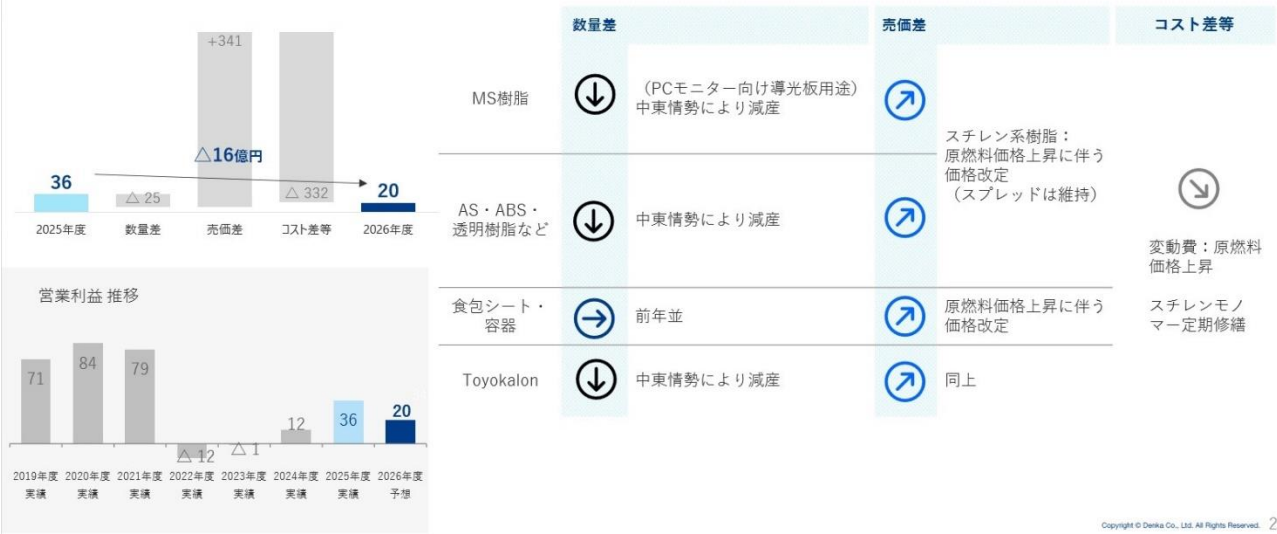 +341
△16億円
36
△ 25
△ 332
20
2025年度
数量差
売価差
コスト差等
2026年度
営業利益 推移
71
84
79
△ 12
△ 1
12
36
20
2019年度
実績
2020年度
実績
2021年度
実績
2022年度
実績
2023年度
実績
2024年度
実績
2025年度
実績
2026年度
予想
数量差
売価差
コスト差等
MS樹脂
（PCモニター向け導光板用途）
中東情勢により減産
スチレン系樹脂：
原燃料価格上昇に伴う
価格改定
（スプレッドは維持）
AS・ABS・
透明樹脂など
中東情勢により減産
変動費：原燃料
価格上昇
スチレンモノ
マー定期修繕
食包シート・
容器
前年並
原燃料価格上昇に伴う
価格改定
Toyokalon
中東情勢により減産
同上
Copyright © Denka Co., Ltd. All Rights Reserved.
2